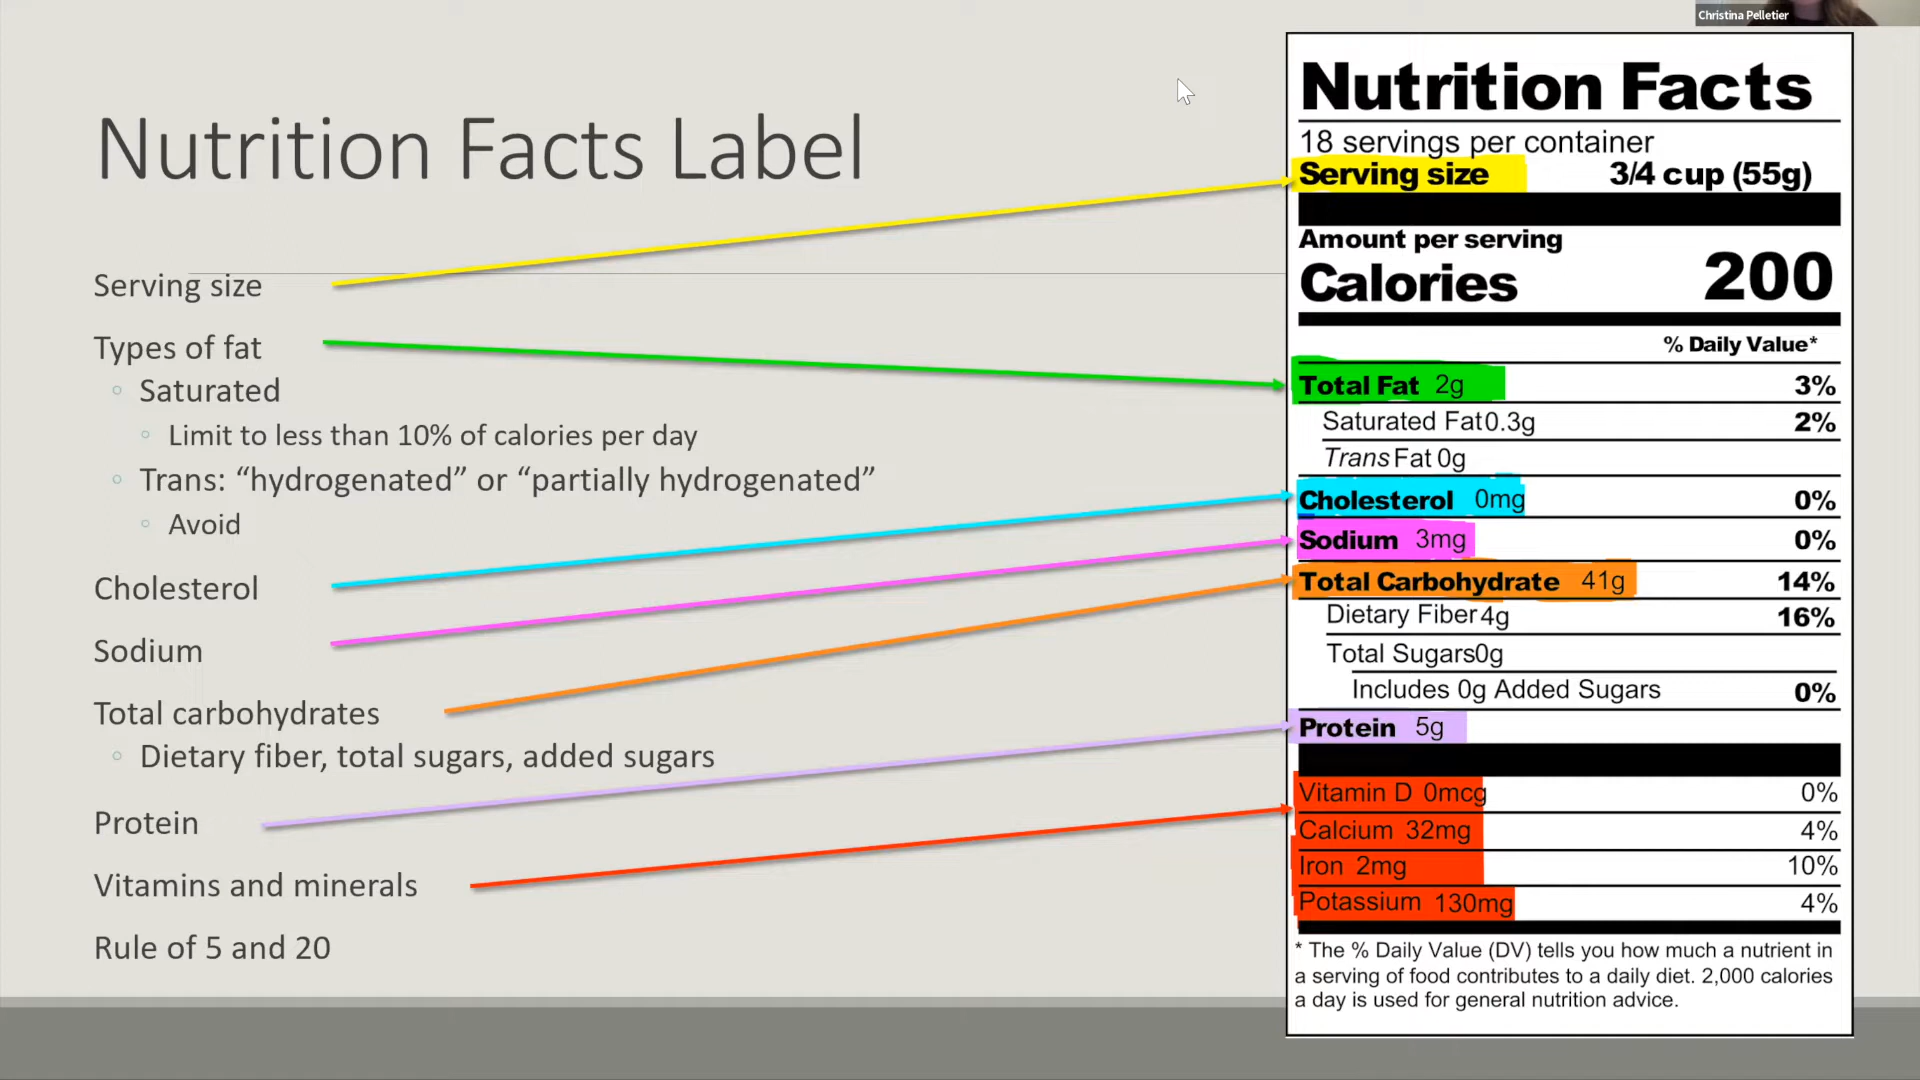 Christina Pelletier
Nutrition Facts Label
Serving size
Types of fat
◦ Saturated
◦ Limit to less than 10% of calories per day
◦ Trans: “hydrogenated” or “partially hydrogenated”
◦ Avoid
Cholesterol
Sodium
Total carbohydrates
◦ Dietary fiber, total sugars, added sugars
Protein
Vitamins and minerals
Rule of 5 and 20
Nutrition Facts
18 servings per container
Serving size 3/4 cup (55g)
Amount per serving
Calories 200
% Daily Value*
Total Fat 2g 3%
Saturated Fat 0.3g 2%
Trans Fat 0g
Cholesterol 0mg 0%
Sodium 3mg 0%
Total Carbohydrate 41g 14%
Dietary Fiber 4g 16%
Total Sugars 0g
Includes 0g Added Sugars 0%
Protein 5g
Vitamin D 0mcg 0%
Calcium 32mg 4%
Iron 2mg 10%
Potassium 130mg 4%
* The % Daily Value (DV) tells you how much a nutrient in
a serving of food contributes to a daily diet. 2,000 calories
a day is used for general nutrition advice.